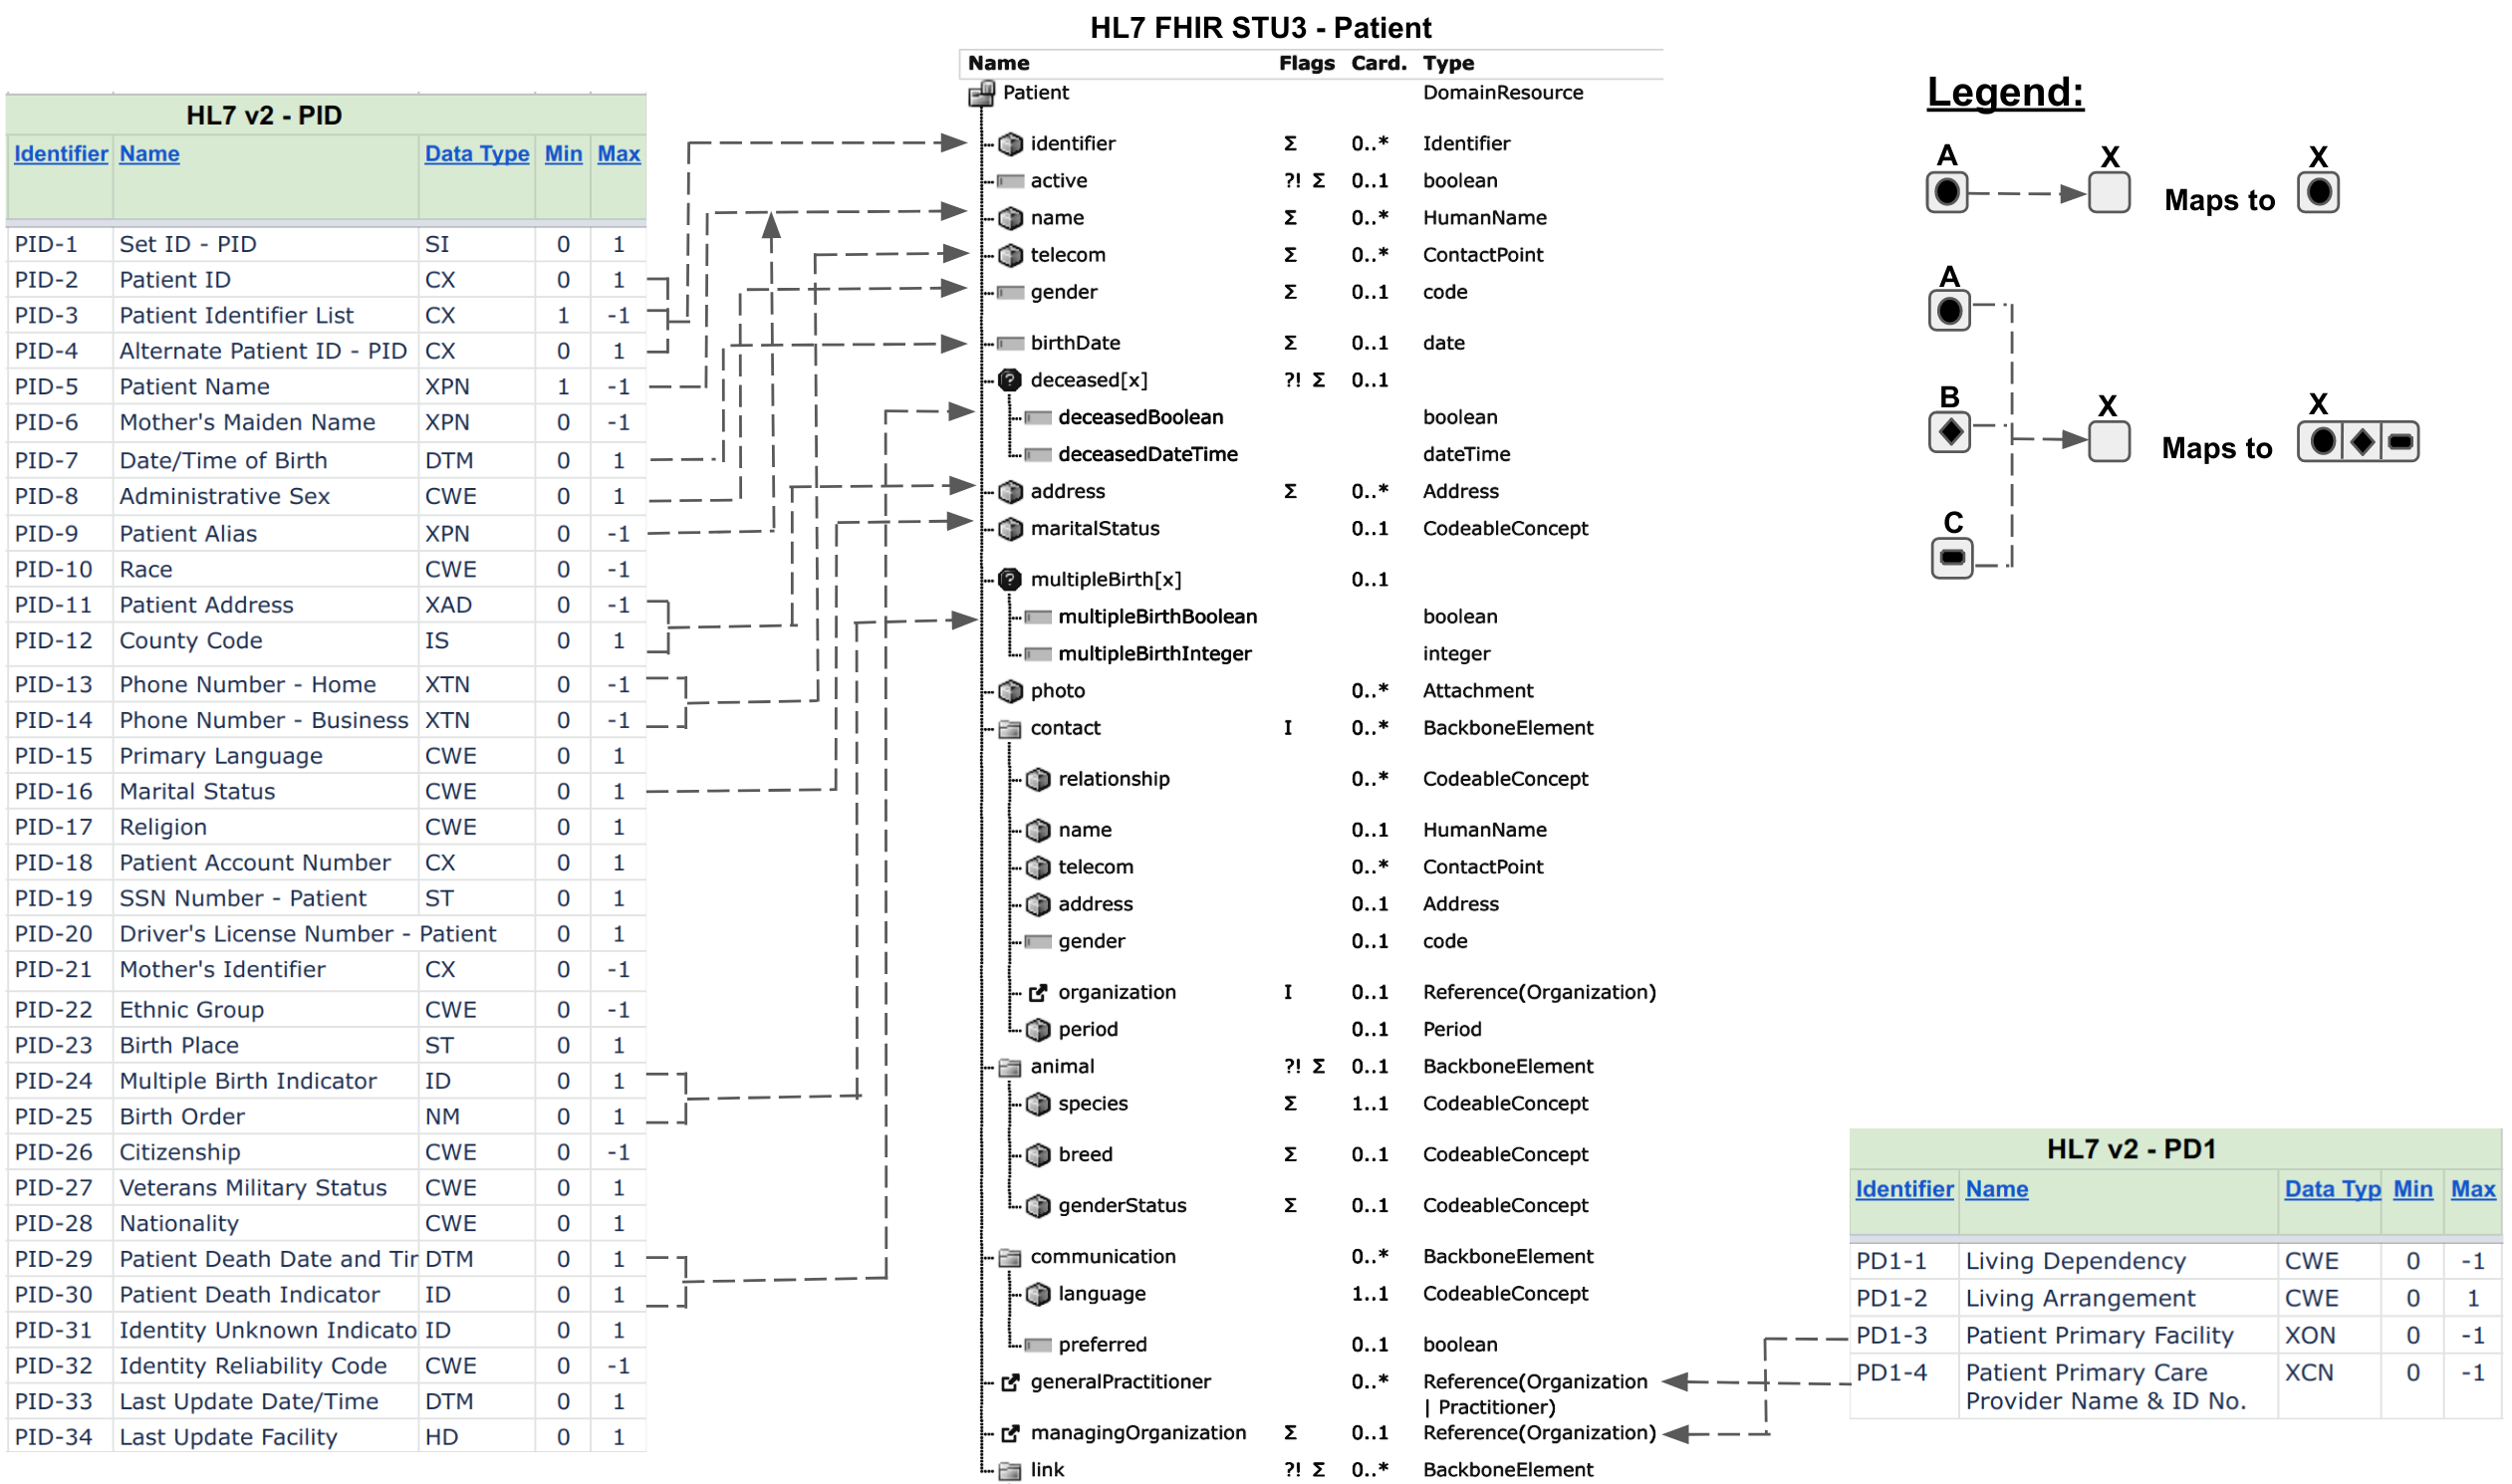 HL7 FHIR STU3 - Patient
Name Flags Card. Type
Patient DomainResource
identifier Σ 0..* Identifier
active ?! Σ 0..1 boolean
name Σ 0..* HumanName
telecom Σ 0..* ContactPoint
gender Σ 0..1 code
birthDate Σ 0..1 date
deceased[x] ?! Σ 0..1
deceasedBoolean boolean
deceasedDateTime dateTime
address Σ 0..* Address
maritalStatus 0..1 CodeableConcept
multipleBirth[x] 0..1
multipleBirthBoolean boolean
multipleBirthInteger integer
photo 0..* Attachment
contact I 0..* BackboneElement
relationship 0..* CodeableConcept
name 0..1 HumanName
telecom 0..* ContactPoint
address 0..1 Address
gender 0..1 code
organization I 0..1 Reference(Organization)
period 0..1 Period
animal ?! Σ 0..1 BackboneElement
species Σ 1..1 CodeableConcept
breed Σ 0..1 CodeableConcept
genderStatus Σ 0..1 CodeableConcept
communication 0..* BackboneElement
language 1..1 CodeableConcept
preferred 0..1 boolean
generalPractitioner 0..* Reference(Organization
| Practitioner)
managingOrganization Σ 0..1 Reference(Organization)
link ?! Σ 0..* BackboneElement
HL7 v2 - PID
Identifier Name Data Type Min Max
PID-1 Set ID - PID SI 0 1
PID-2 Patient ID CX 0 1
PID-3 Patient Identifier List CX 1 -1
PID-4 Alternate Patient ID - PID CX 0 1
PID-5 Patient Name XPN 1 -1
PID-6 Mother's Maiden Name XPN 0 -1
PID-7 Date/Time of Birth DTM 0 1
PID-8 Administrative Sex CWE 0 1
PID-9 Patient Alias XPN 0 -1
PID-10 Race CWE 0 -1
PID-11 Patient Address XAD 0 -1
PID-12 County Code IS 0 1
PID-13 Phone Number - Home XTN 0 -1
PID-14 Phone Number - Business XTN 0 -1
PID-15 Primary Language CWE 0 1
PID-16 Marital Status CWE 0 1
PID-17 Religion CWE 0 1
PID-18 Patient Account Number CX 0 1
PID-19 SSN Number - Patient ST 0 1
PID-20 Driver's License Number - Patient 0 1
PID-21 Mother's Identifier CX 0 -1
PID-22 Ethnic Group CWE 0 -1
PID-23 Birth Place ST 0 1
PID-24 Multiple Birth Indicator ID 0 1
PID-25 Birth Order NM 0 1
PID-26 Citizenship CWE 0 -1
PID-27 Veterans Military Status CWE 0 1
PID-28 Nationality CWE 0 1
PID-29 Patient Death Date and Tir DTM 0 1
PID-30 Patient Death Indicator ID 0 1
PID-31 Identity Unknown Indicato ID 0 1
PID-32 Identity Reliability Code CWE 0 -1
PID-33 Last Update Date/Time DTM 0 1
PID-34 Last Update Facility HD 0 1
Legend:
A X X
Maps to
A
B X X
Maps to
C
HL7 v2 - PD1
Identifier Name Data Typ Min Max
PD1-1 Living Dependency CWE 0 -1
PD1-2 Living Arrangement CWE 0 1
PD1-3 Patient Primary Facility XON 0 -1
PD1-4 Patient Primary Care XCN 0 -1
Provider Name & ID No.